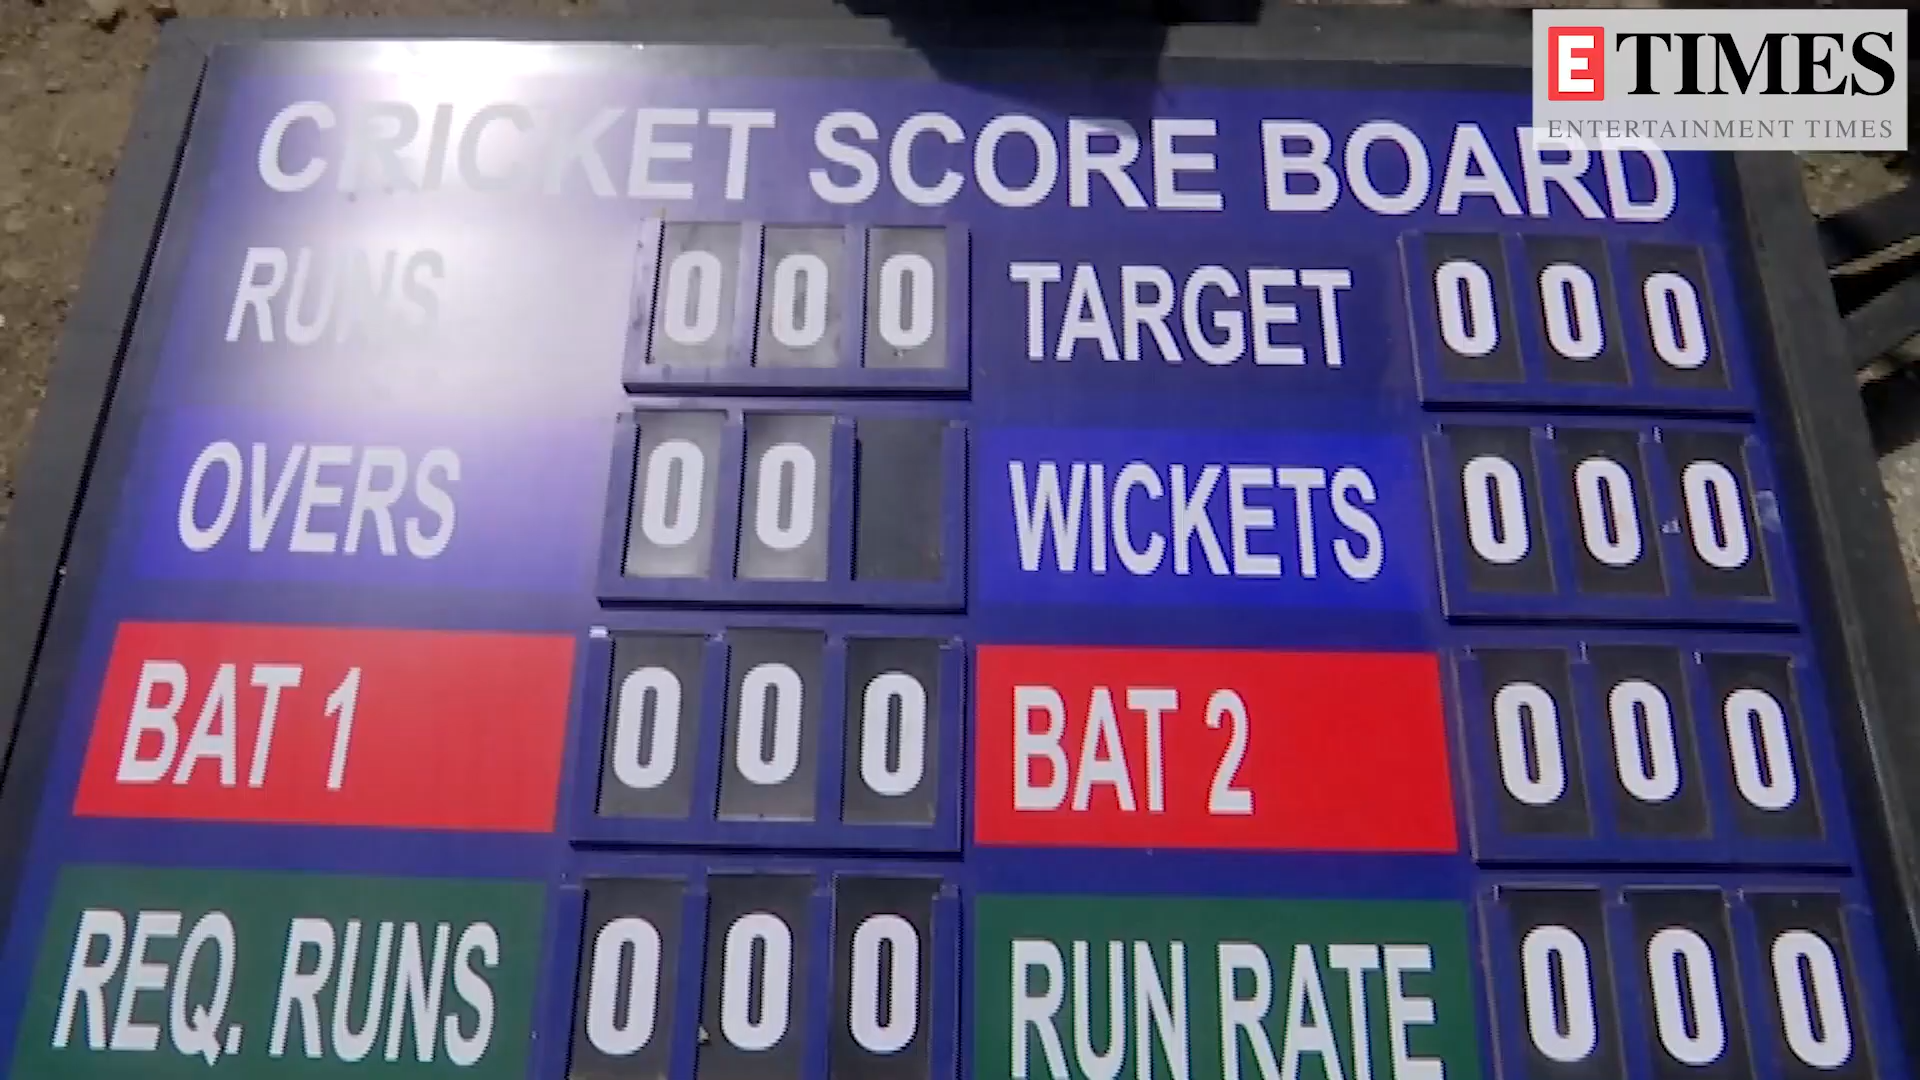 E TIMES
ENTERTAINMENT TIMES
CRICKET SCORE BOARD
RUNS 000 TARGET 000
OVERS 00 WICKETS 000
BAT 1 000 BAT 2 000
REQ. RUNS 000 RUN RATE 000